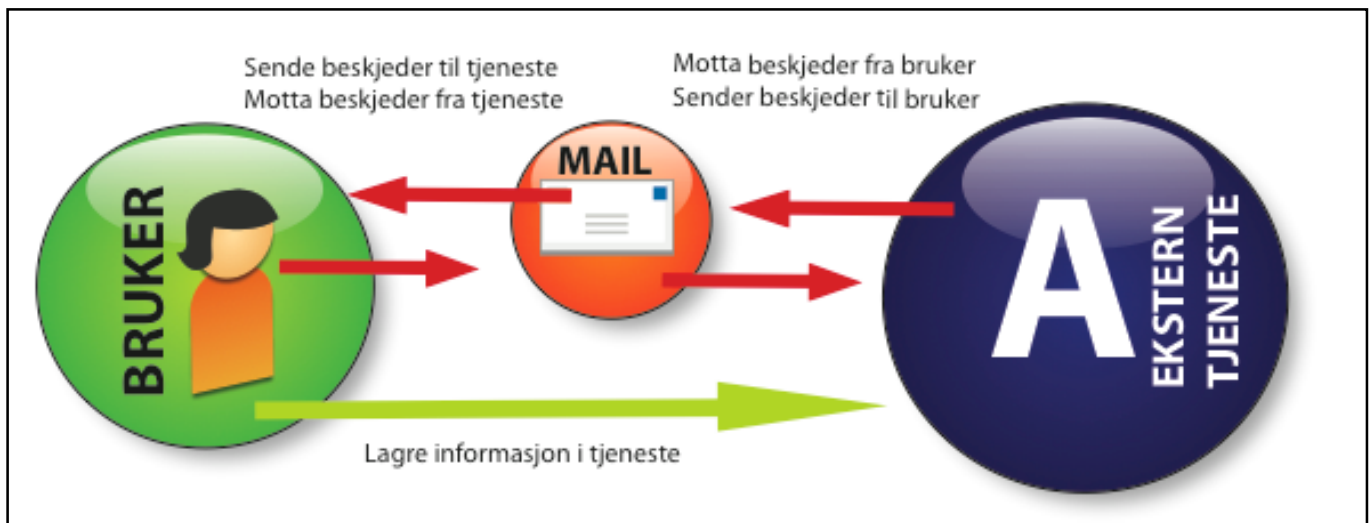 Sende beskjeder til tjeneste
Motta beskjeder fra tjeneste
Motta beskjeder fra bruker
Sender beskjeder til bruker
BRUKER
MAIL
A
EKSTERN
TJENESTE
Lagre informasjon i tjeneste